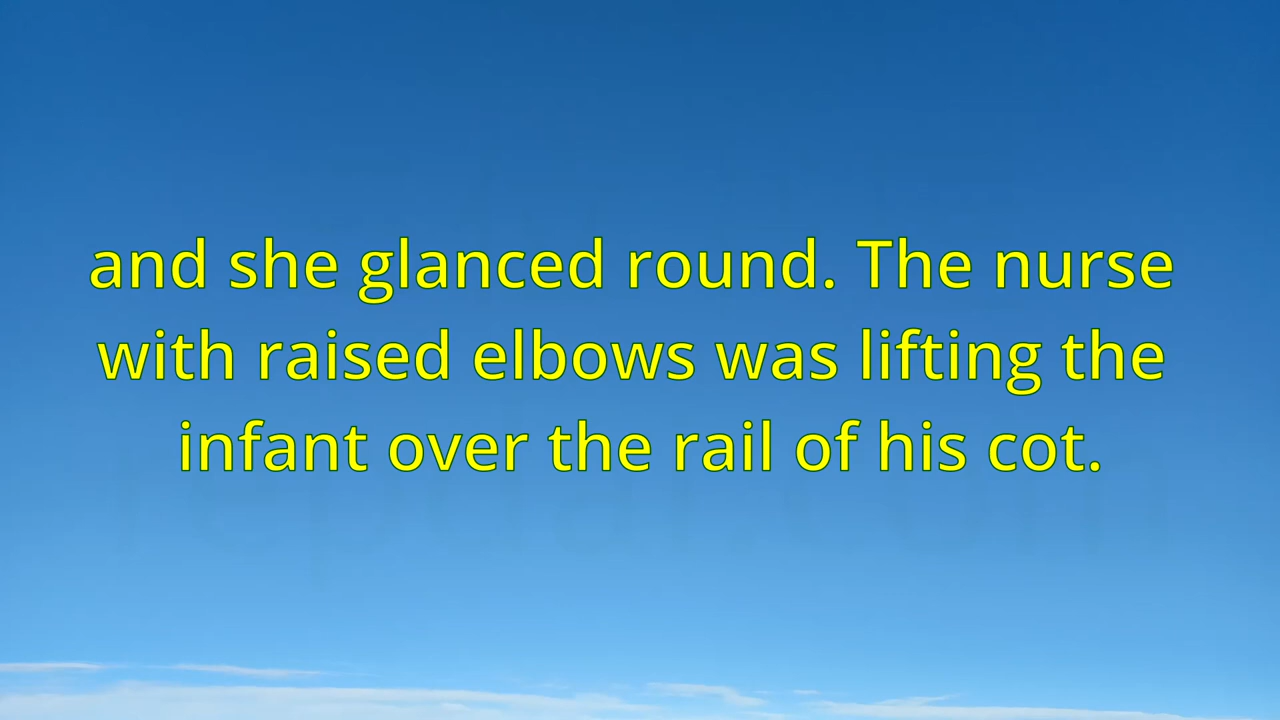 and she glanced round. The nurse
with raised elbows was lifting the
infant over the rail of his cot.